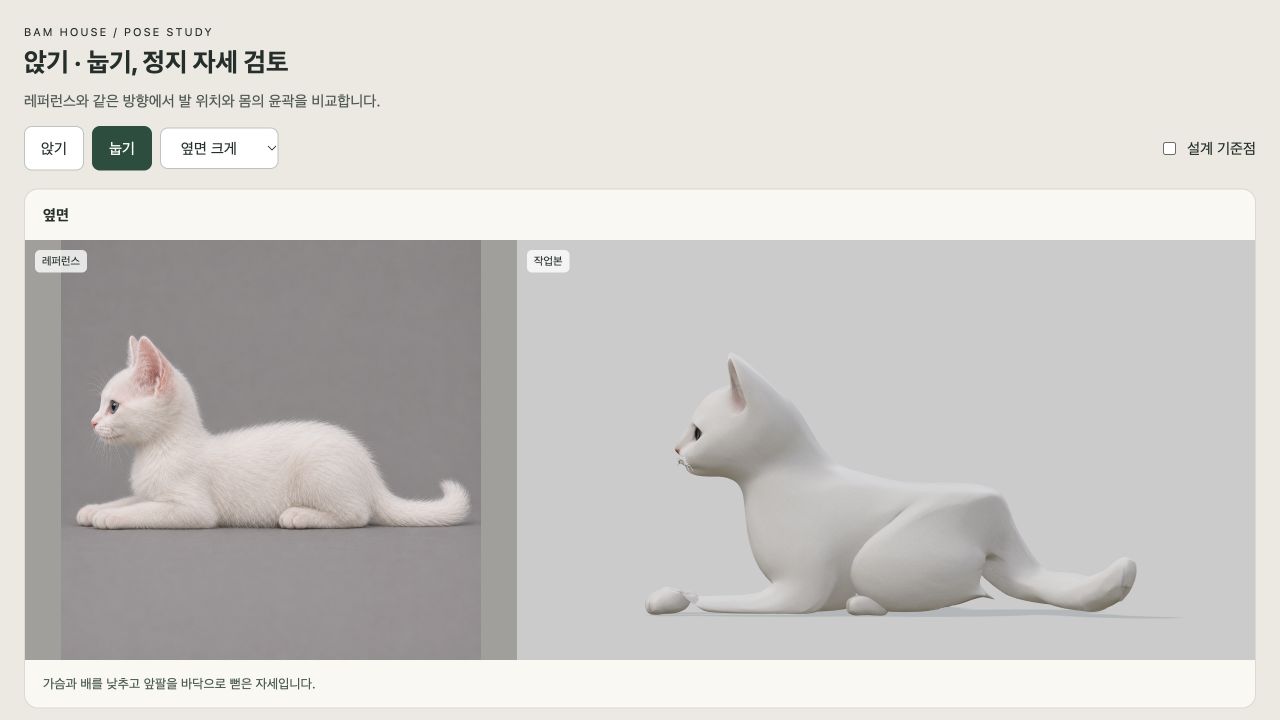 BAM HOUSE / POSE STUDY
앉기 · 눕기, 정지 자세 검토
레퍼런스와 같은 방향에서 발 위치와 몸의 윤곽을 비교합니다.
앉기
눕기
옆면 크게
설계 기준점
옆면
레퍼런스
작업본
가슴과 배를 낮추고 앞팔을 바닥으로 뻗은 자세입니다.